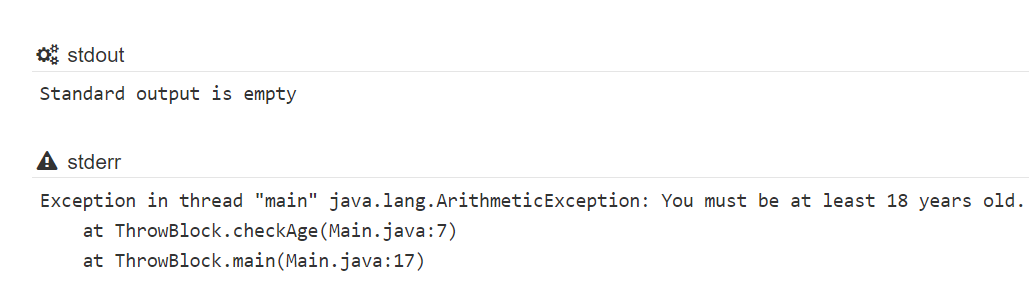 stdout
Standard output is empty
stderr
Exception in thread "main" java.lang.ArithmeticException: You must be at least 18 years old.
    at ThrowBlock.checkAge(Main.java:7)
    at ThrowBlock.main(Main.java:17)